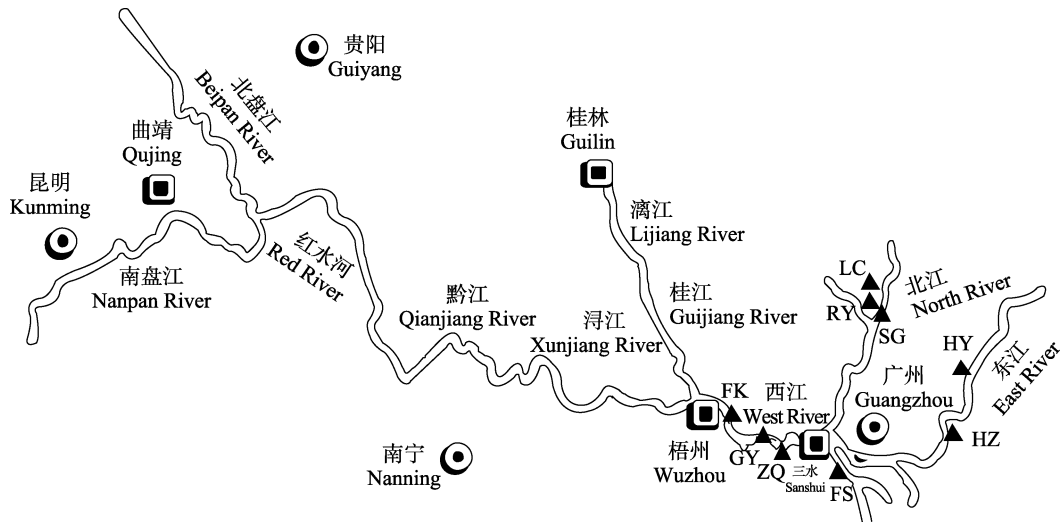 贵阳
Guiyang
北盘江
Beipan River
曲靖
Qujing
昆明
Kunming
南盘江
Nanpan River
红水河
Red River
桂林
Guilin
漓江
Lijiang River
桂江
Guijiang River
黔江
Qianjiang River
浔江
Xunjiang River
南宁
Nanning
梧州
Wuzhou
FK
西江
West River
GY
ZQ
三水
Sanshui
FS
LC
RY
SG
北江
North River
广州
Guangzhou
HY
东江
East River
HZ